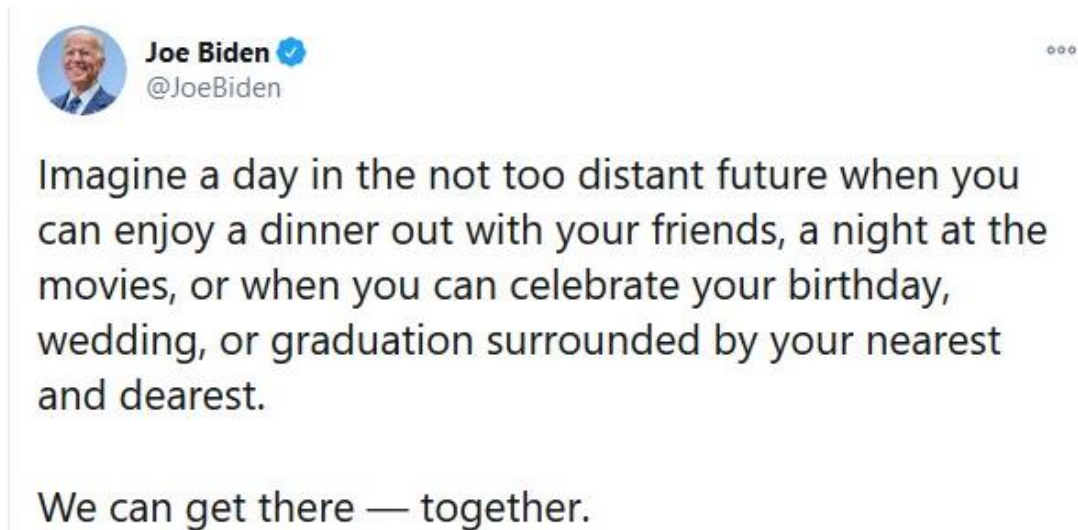 Joe Biden
@JoeBiden
Imagine a day in the not too distant future when you
can enjoy a dinner out with your friends, a night at the
movies, or when you can celebrate your birthday,
wedding, or graduation surrounded by your nearest
and dearest.
We can get there — together.